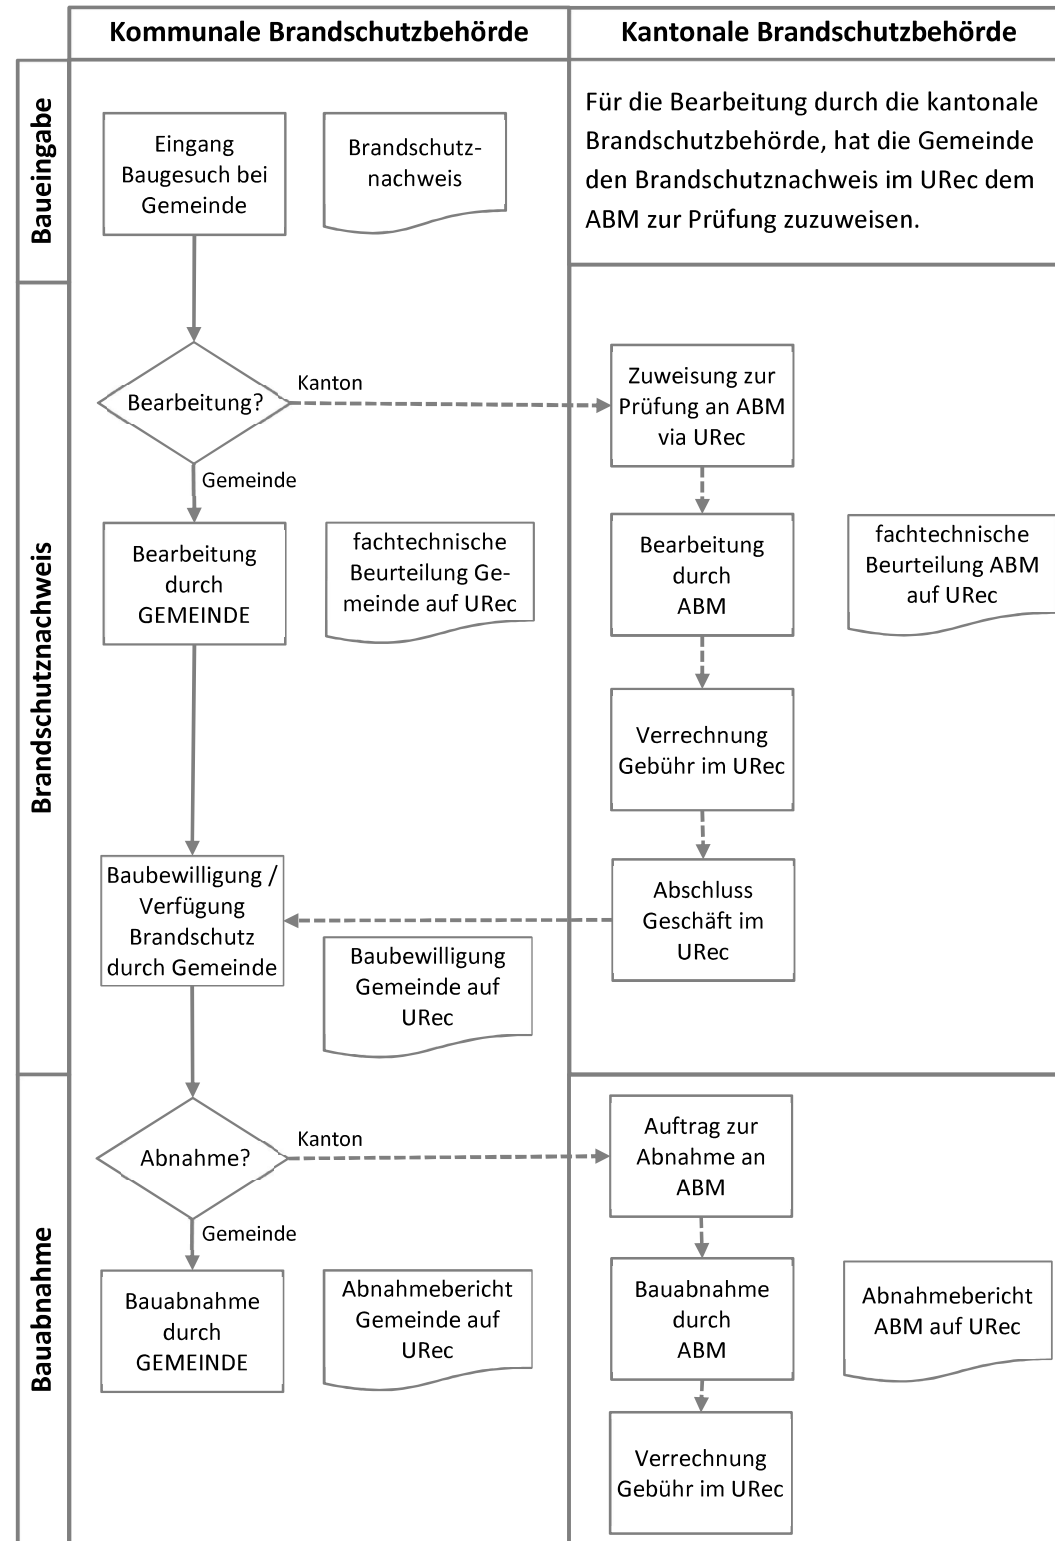 Kommunale Brandschutzbehörde
Kantonale Brandschutzbehörde
Baueingabe
Eingang
Baugesuch bei
Gemeinde
Brandschutz-
nachweis
Für die Bearbeitung durch die kantonale
Brandschutzbehörde, hat die Gemeinde
den Brandschutznachweis im URec dem
ABM zur Prüfung zuzuweisen.
Brandschutznachweis
Bearbeitung?
Kanton
Gemeinde
Zuweisung zur
Prüfung an ABM
via URec
Bearbeitung
durch
GEMEINDE
fachtechnische
Beurteilung Ge-
meinde auf URec
Bearbeitung
durch
ABM
fachtechnische
Beurteilung ABM
auf URec
Verrechnung
Gebühr im URec
Baubewilligung /
Verfügung
Brandschutz
durch Gemeinde
Abschluss
Geschäft im
URec
Baubewilligung
Gemeinde auf
URec
Bauabnahme
Abnahme?
Kanton
Gemeinde
Auftrag zur
Abnahme an
ABM
Bauabnahme
durch
GEMEINDE
Abnahmebericht
Gemeinde auf
URec
Bauabnahme
durch
ABM
Abnahmebericht
ABM auf URec
Verrechnung
Gebühr im URec